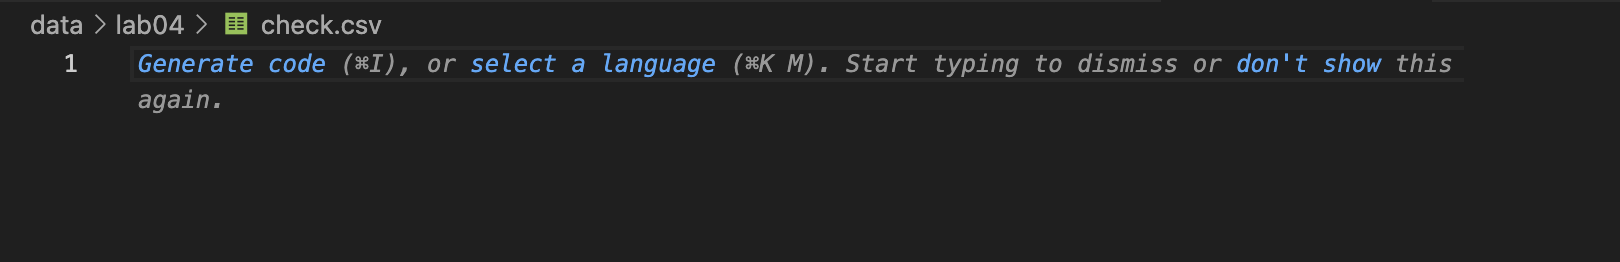 data > lab04 > check.csv
1 Generate code (⌘I), or select a language (⌘K M). Start typing to dismiss or don't show this
again.